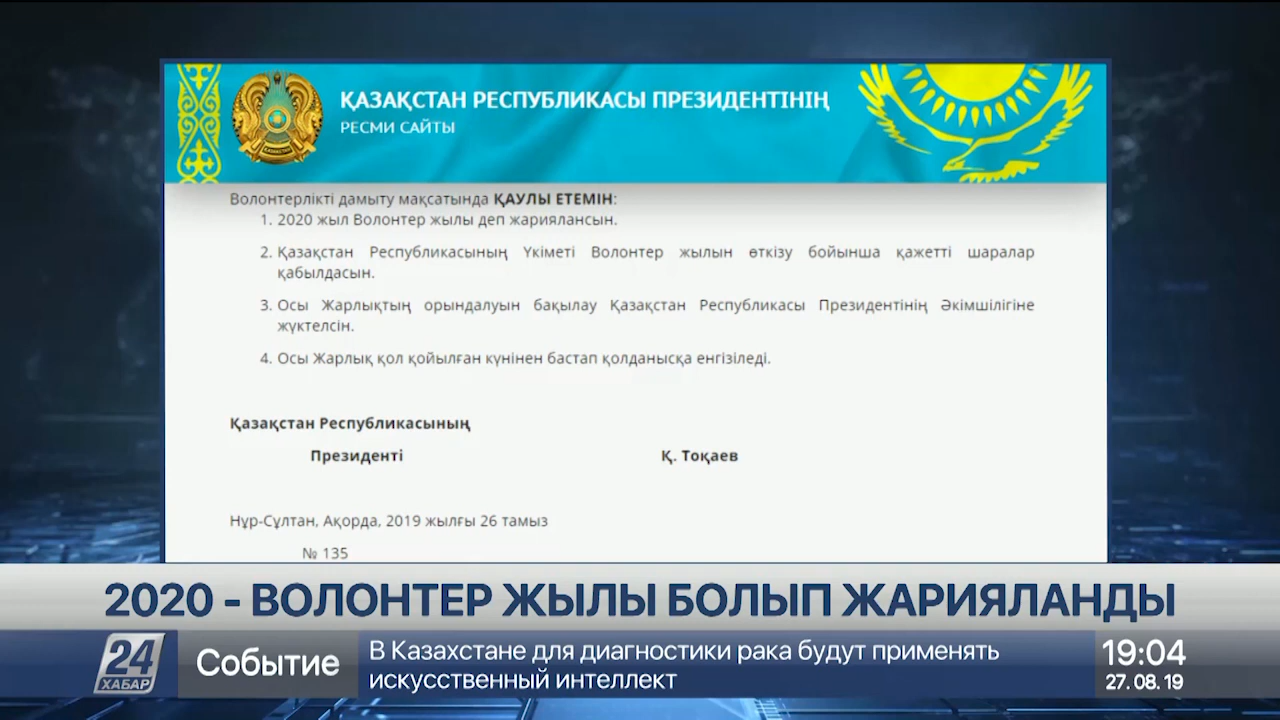 ҚАЗАҚСТАН РЕСПУБЛИКАСЫ ПРЕЗИДЕНТІНІҢ
РЕСМИ САЙТЫ
Волонтерлікті дамыту мақсатында ҚАУЛЫ ЕТЕМІН:
1. 2020 жыл Волонтер жылы деп жариялансын.
2. Қазақстан Республикасының Үкіметі Волонтер жылын өткізу бойынша қажетті шаралар
қабылдасын.
3. Осы Жарлықтың орындалуын бақылау Қазақстан Республикасы Президентінің Әкімшілігіне
жүктелсін.
4. Осы Жарлық қол қойылған күнінен бастап қолданысқа енгізіледі.
Қазақстан Республикасының
Президенті Қ. Тоқаев
Нұр-Сұлтан, Ақорда, 2019 жылғы 26 тамыз
№ 135
2020 - ВОЛОНТЕР ЖЫЛЫ БОЛЫП ЖАРИЯЛАНДЫ
24
ХАБАР
Событие
В Казахстане для диагностики рака будут применять
искусственный интеллект
19:04
27. 08. 19